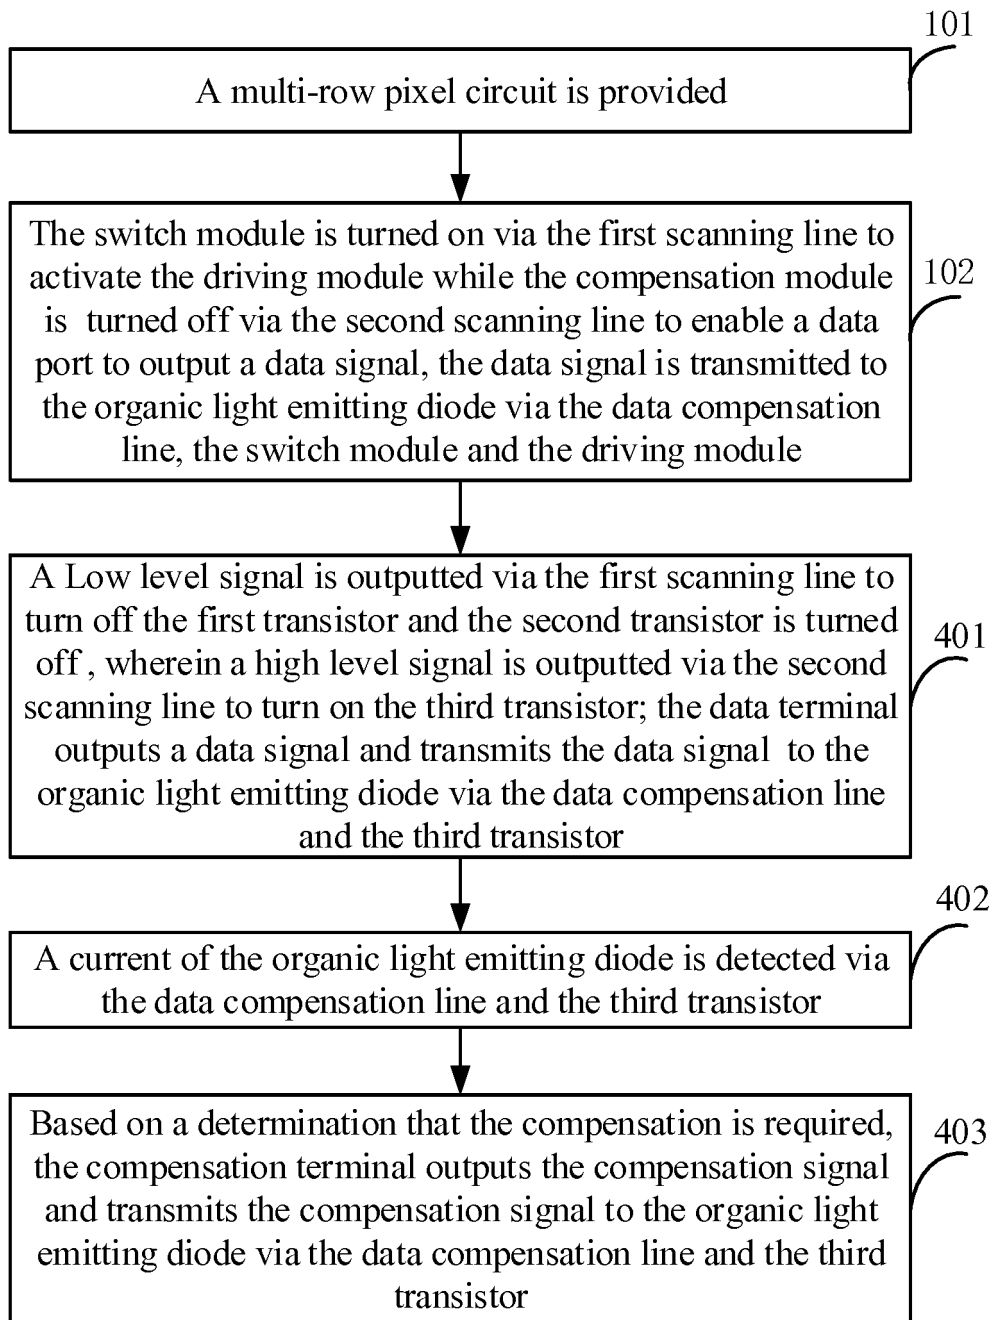 101
A multi-row pixel circuit is provided
The switch module is turned on via the first scanning line to
activate the driving module while the compensation module
is turned off via the second scanning line to enable a data
port to output a data signal, the data signal is transmitted to
the organic light emitting diode via the data compensation
line, the switch module and the driving module
102
A Low level signal is outputted via the first scanning line to
turn off the first transistor and the second transistor is turned
off , wherein a high level signal is outputted via the second
scanning line to turn on the third transistor; the data terminal
outputs a data signal and transmits the data signal to the
organic light emitting diode via the data compensation line
and the third transistor
401
A current of the organic light emitting diode is detected via
the data compensation line and the third transistor
402
Based on a determination that the compensation is required,
the compensation terminal outputs the compensation signal
and transmits the compensation signal to the organic light
emitting diode via the data compensation line and the third
transistor
403